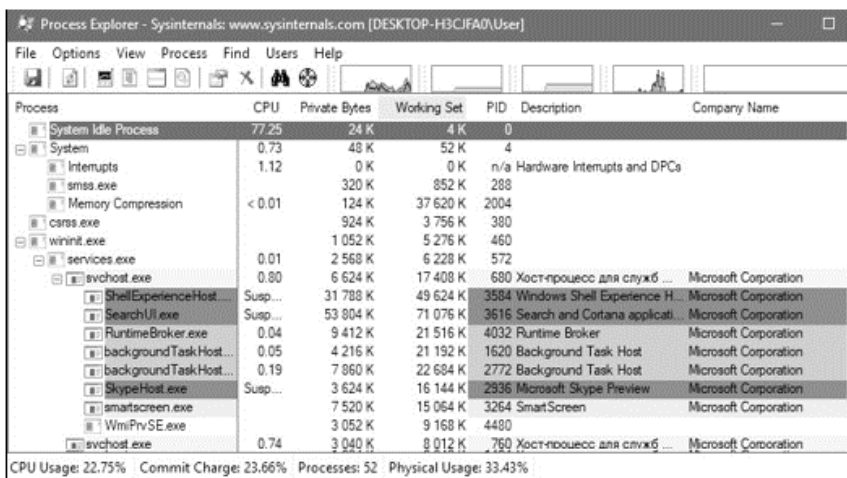 Process Explorer - Sysinternals: www.sysinternals.com [DESKTOP-H3CJFA0\User]
File Options View Process Find Users Help
Process CPU Private Bytes Working Set PID Description Company Name
System Idle Process 77.25 24 K 4 K 0
System 0.73 48 K 52 K 4
Interrupts 1.12 0 K 0 K n/a Hardware Interrupts and DPCs
smss.exe 320 K 852 K 288
Memory Compression < 0.01 124 K 37 620 K 2004
csrss.exe 924 K 3 756 K 380
wininit.exe 1 052 K 5 276 K 460
services.exe 0.01 2 568 K 6 228 K 572
svchost.exe 0.80 6 624 K 17 408 K 680 Хост-процесс для служб ... Microsoft Corporation
ShellExperienceHost.... Susp... 31 788 K 49 624 K 3584 Windows Shell Experience H... Microsoft Corporation
SearchUI.exe Susp... 53 804 K 71 076 K 3616 Search and Cortana applicati... Microsoft Corporation
RuntimeBroker.exe 0.04 9 412 K 21 516 K 4032 Runtime Broker Microsoft Corporation
backgroundTaskHost... 0.05 4 216 K 21 192 K 1620 Background Task Host Microsoft Corporation
backgroundTaskHost... 0.19 7 860 K 22 684 K 2772 Background Task Host Microsoft Corporation
SkypeHost.exe Susp... 3 624 K 16 144 K 2936 Microsoft Skype Preview Microsoft Corporation
smartscreen.exe 7 520 K 15 064 K 3264 SmartScreen Microsoft Corporation
WmiPrvSE.exe 3 052 K 9 168 K 4480
svchost.exe 0.74 3 040 K 8 012 K 760 Хост-процесс для служб ... Microsoft Corporation
CPU Usage: 22.75% Commit Charge: 23.66% Processes: 52 Physical Usage: 33.43%